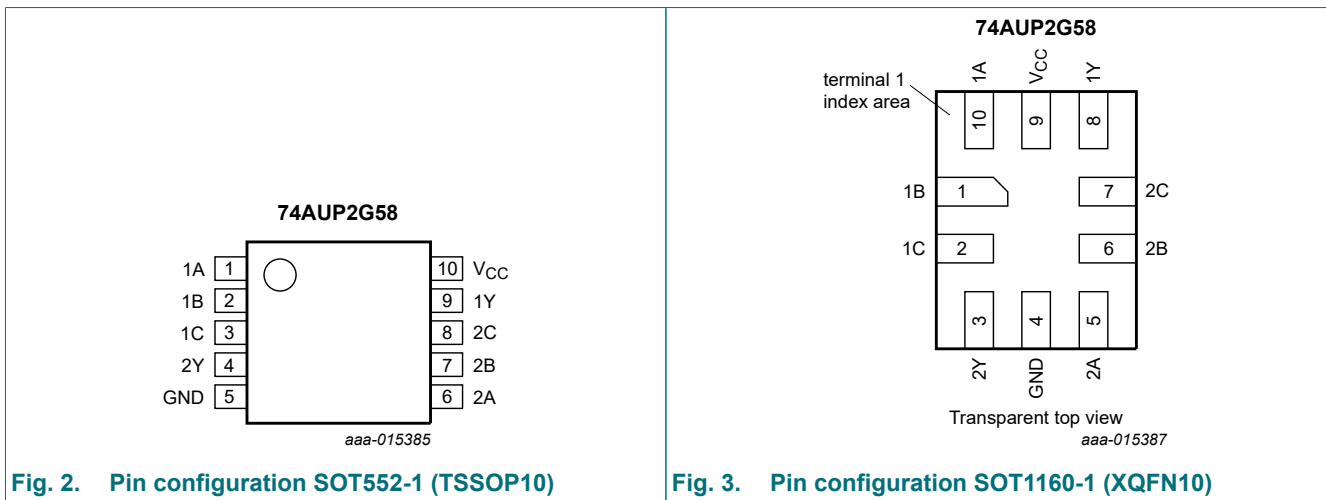 74AUP2G58
1A 1
1B 2
1C 3
2Y 4
GND 5
10 VCC
9 1Y
8 2C
7 2B
6 2A
aaa-015385
Fig. 2. Pin configuration SOT552-1 (TSSOP10)
74AUP2G58
terminal 1
index area
1A VCC 1Y
10 9 8
1B 1 7 2C
1C 2 6 2B
3 4 5
2Y GND 2A
Transparent top view
aaa-015387
Fig. 3. Pin configuration SOT1160-1 (XQFN10)